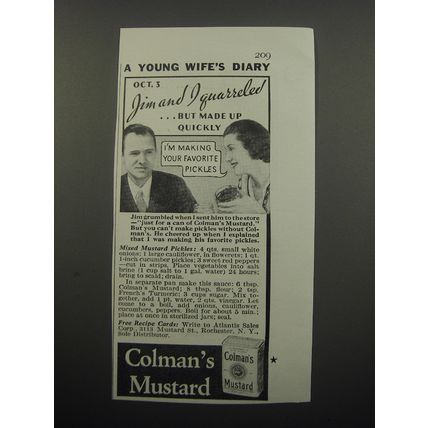 209
A YOUNG WIFE'S DIARY
OCT. 3
Jim and I quarreled
...BUT MADE UP
QUICKLY
I'M MAKING
YOUR FAVORITE
PICKLES
Jim grumbled when I sent him to the store
—"just for a can of Colman's Mustard."
But you can't make pickles without Col-
man's. He cheered up when I explained
that I was making his favorite pickles.
Mixed Mustard Pickles: 4 qts. small white
onions; 1 large cauliflower, in flowerets; 1 qt.
1-inch cucumber pickles; 3 sweet red peppers
—cut in strips. Place vegetables into salt
brine (1 cup salt to 1 gal. water) 24 hours;
bring to scald; drain.
In separate pan make this sauce: 6 tbsp.
Colman's Mustard; 8 tbsp. flour; 2 tsp.
French's Turmeric; 3 cups sugar. Mix to-
gether, add 1 pt. water, 2 qts. vinegar. Let
come to a boil, add onions, cauliflower,
cucumbers, peppers. Boil for about 5 min.;
place at once in sterilized jars; seal.
Free Recipe Cards: Write to Atlantis Sales
Corp., 3113 Mustard St., Rochester, N. Y.,
Sole Distributor.
Colman's
Mustard
Colman's
Mustard